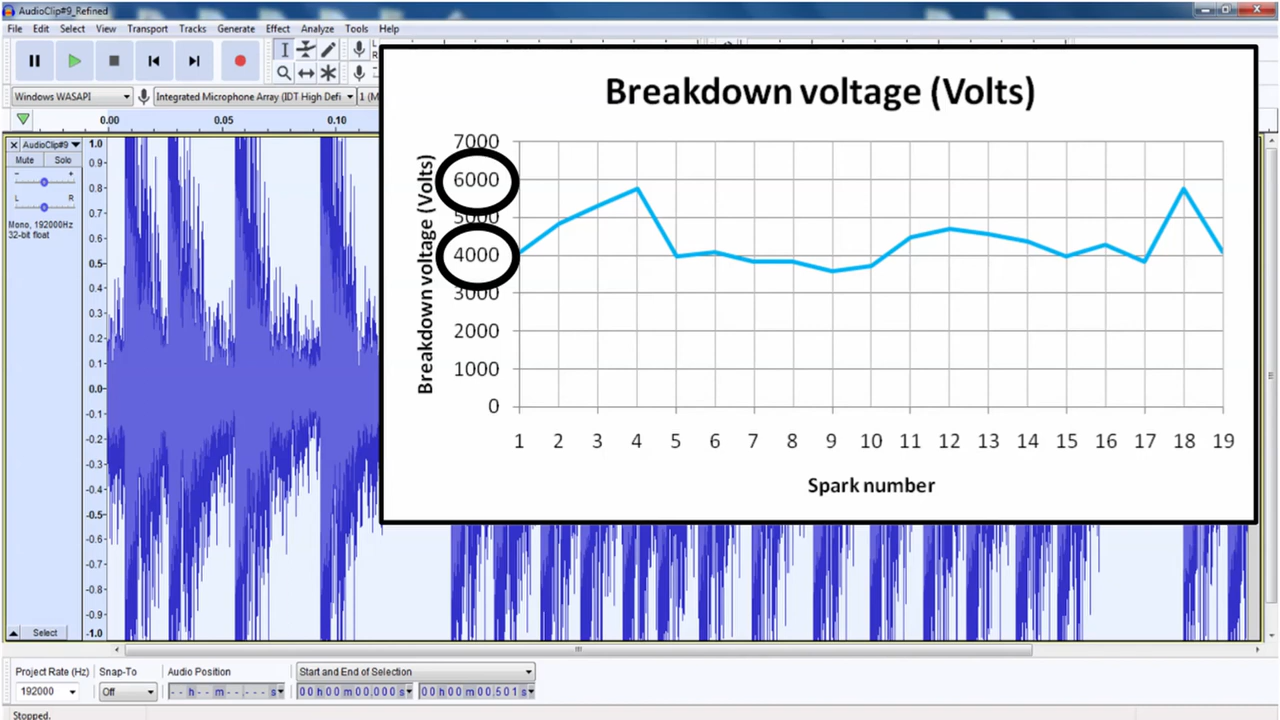 AudioClip#9_Refined
File Edit Select View Transport Tracks Generate Effect Analyze Tools Help
L
R
Windows WASAPI
Integrated Microphone Array (IDT High Defi
1 (M
0.00 0.05 0.10
AudioClip#9
Mute Solo
- +
L R
Mono, 192000Hz
32-bit float
Select
1.0
0.9
0.8
0.7
0.6
0.5
0.4
0.3
0.2
0.1
0.0
-0.1
-0.2
-0.3
-0.4
-0.5
-0.6
-0.7
-0.8
-0.9
-1.0
Breakdown voltage (Volts)
Breakdown voltage (Volts)
7000
6000
5000
4000
3000
2000
1000
0
1 2 3 4 5 6 7 8 9 10 11 12 13 14 15 16 17 18 19
Spark number
Project Rate (Hz) Snap-To Audio Position Start and End of Selection
192000 Off - - h - - m - - . - - - s 00 h 00 m 00.000 s 00 h 00 m 00.501 s
Stopped.